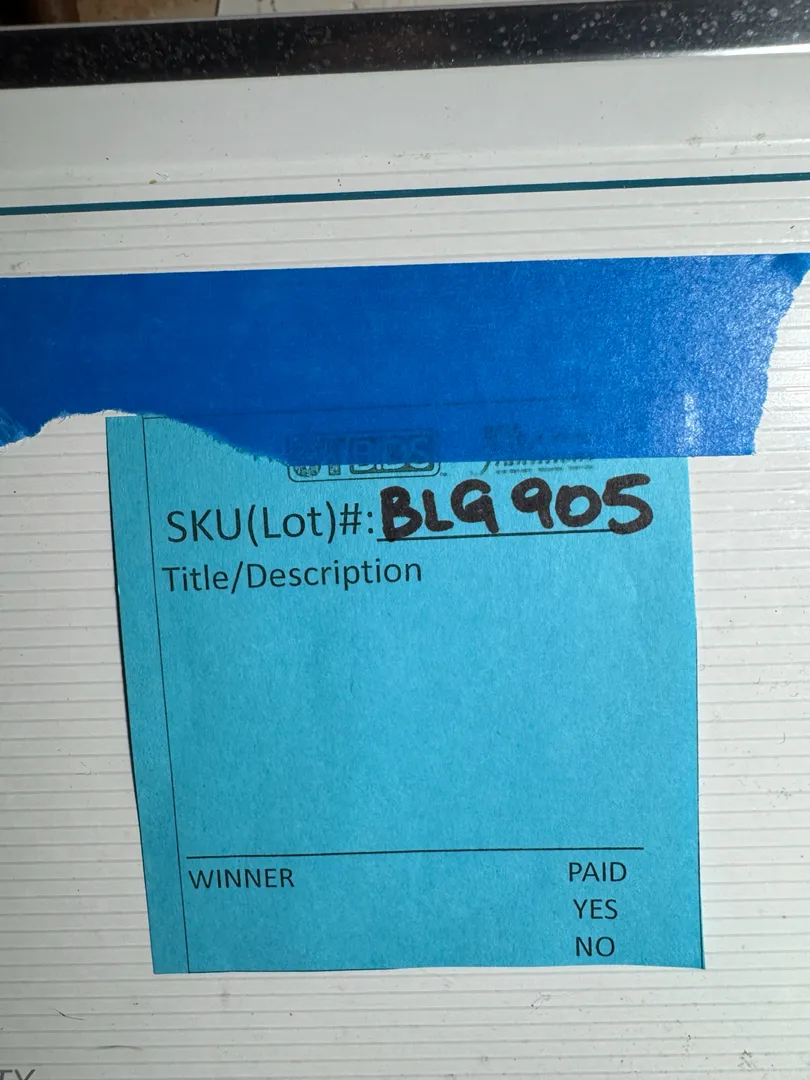 SKU(Lot)#: BLG 905
Title/Description
WINNER
PAID
YES
NO